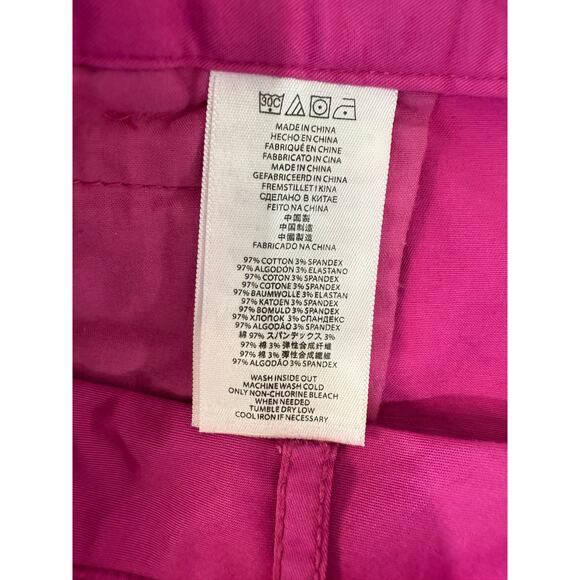 30C
MADE IN CHINA
HECHO EN CHINA
FABRIQUÉ EN CHINE
FABBRICATO IN CINA
MADE IN CHINA
GEFABRICEERD IN CHINA
FREMSTILLET I KINA
СДЕЛАНО В КИТАЕ
FEITO NA CHINA
中国製
中国制造
中國製造
FABRICADO NA CHINA
97% COTTON 3% SPANDEX
97% ALGODÓN 3% ELASTANO
97% COTON 3% SPANDEX
97% COTONE 3% SPANDEX
97% BAUMWOLLE 3% ELASTAN
97% KATOEN 3% SPANDEX
97% BOMULD 3% SPANDEX
97% ХЛОПОК 3% СПАНДЕКС
97% ALGODÃO 3% SPANDEX
綿 97% スパンデックス 3%
97% 棉 3% 弹性合成纤维
97% 棉 3% 彈性合成纖維
97% ALGODÃO 3% SPANDEX
WASH INSIDE OUT
MACHINE WASH COLD
ONLY NON-CHLORINE BLEACH
WHEN NEEDED
TUMBLE DRY LOW
COOL IRON IF NECESSARY